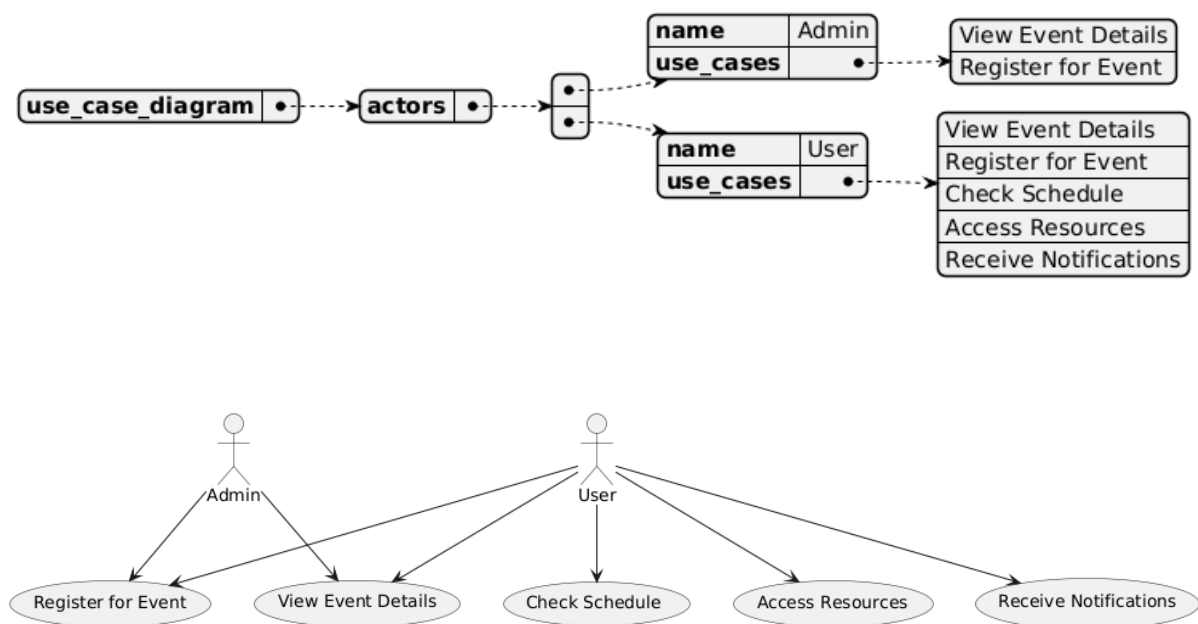 use_case_diagram
actors
name Admin
use_cases
View Event Details
Register for Event
name User
use_cases
View Event Details
Register for Event
Check Schedule
Access Resources
Receive Notifications
Admin
User
Register for Event
View Event Details
Check Schedule
Access Resources
Receive Notifications